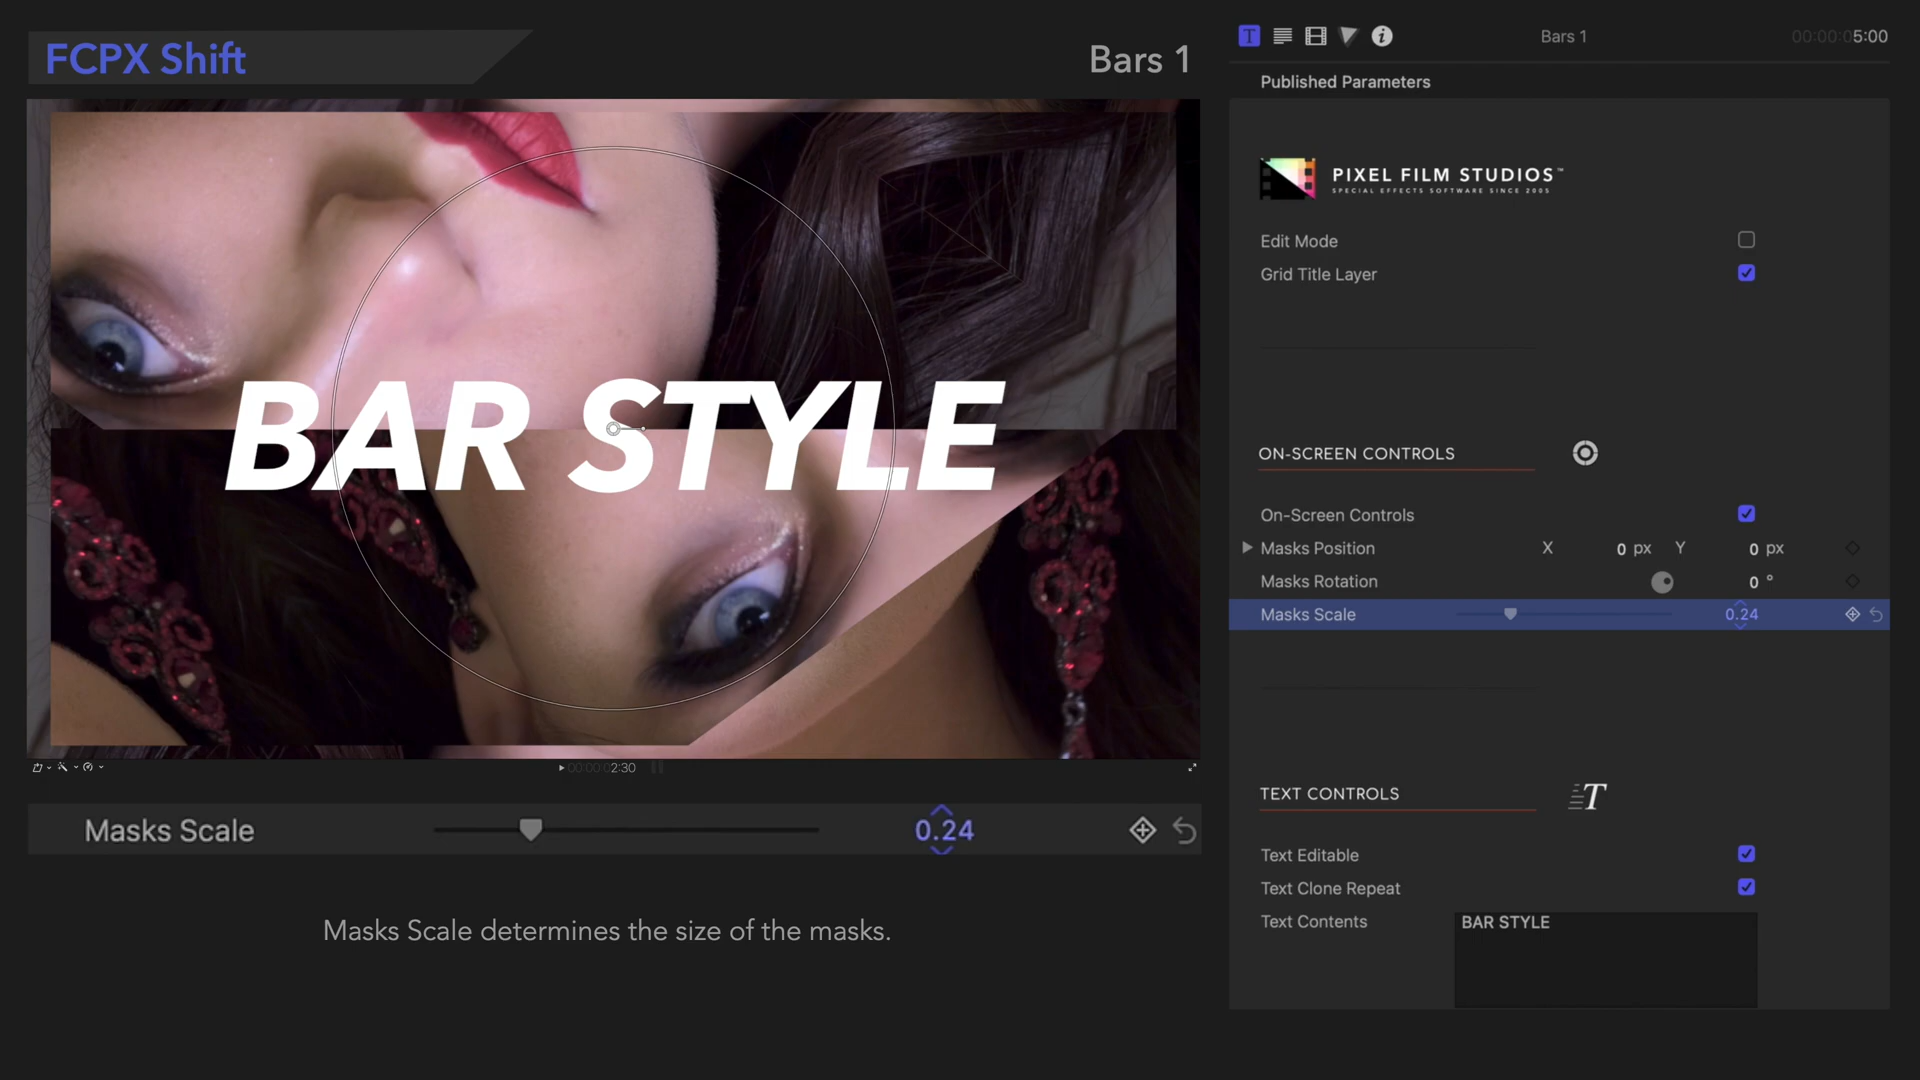 FCPX Shift
Bars 1
BAR STYLE
00:00:02:30
Masks Scale
0.24
Masks Scale determines the size of the masks.
Bars 1
00:00:05:00
Published Parameters
PIXEL FILM STUDIOS™
SPECIAL EFFECTS SOFTWARE SINCE 2005
Edit Mode
Grid Title Layer
ON-SCREEN CONTROLS
On-Screen Controls
Masks Position X 0 px Y 0 px
Masks Rotation 0 °
Masks Scale 0.24
TEXT CONTROLS
Text Editable
Text Clone Repeat
Text Contents BAR STYLE